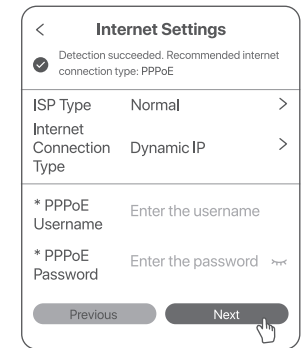 Internet Settings
Detection succeeded. Recommended internet
connection type: PPPoE
ISP Type Normal
Internet
Connection
Type Dynamic IP
* PPPoE
Username Enter the username
* PPPoE
Password Enter the password
Previous Next